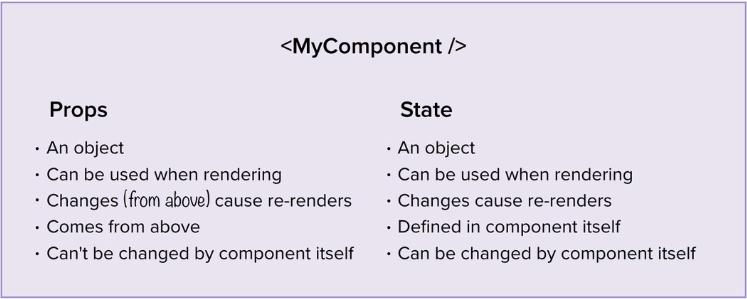 <MyComponent />
Props
· An object
· Can be used when rendering
· Changes (from above) cause re-renders
· Comes from above
· Can't be changed by component itself
State
· An object
· Can be used when rendering
· Changes cause re-renders
· Defined in component itself
· Can be changed by component itself